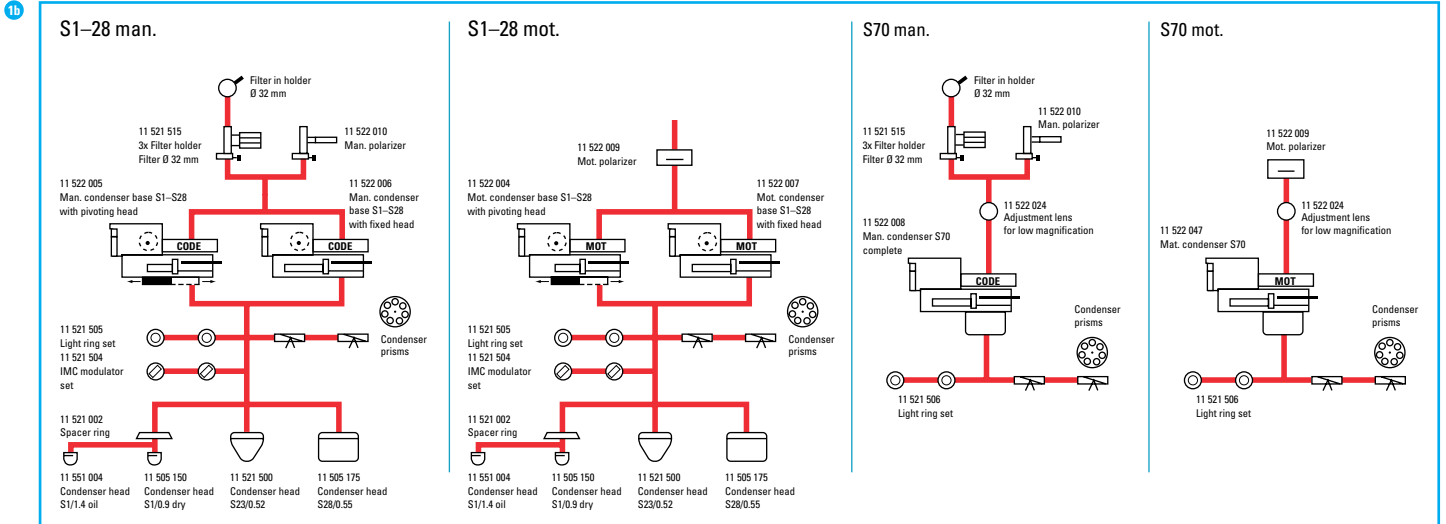 1b
S1–28 man.
Filter in holder
Ø 32 mm
11 521 515
3x Filter holder
Filter Ø 32 mm
11 522 010
Man. polarizer
11 522 005
Man. condenser base S1–S28
with pivoting head
11 522 006
Man. condenser
base S1–S28
with fixed head
CODE
CODE
Condenser
prisms
11 521 505
Light ring set
11 521 504
IMC modulator
set
11 521 002
Spacer ring
11 551 004
Condenser head
S1/1.4 oil
11 505 150
Condenser head
S1/0.9 dry
11 521 500
Condenser head
S23/0.52
11 505 175
Condenser head
S28/0.55
S1–28 mot.
11 522 009
Mot. polarizer
11 522 004
Mot. condenser base S1–S28
with pivoting head
11 522 007
Mot. condenser
base S1–S28
with fixed head
MOT
MOT
Condenser
prisms
11 521 505
Light ring set
11 521 504
IMC modulator
set
11 521 002
Spacer ring
11 551 004
Condenser head
S1/1.4 oil
11 505 150
Condenser head
S1/0.9 dry
11 521 500
Condenser head
S23/0.52
11 505 175
Condenser head
S28/0.55
S70 man.
Filter in holder
Ø 32 mm
11 521 515
3x Filter holder
Filter Ø 32 mm
11 522 010
Man. polarizer
11 522 024
Adjustment lens
for low magnification
11 522 008
Man. condenser S70
complete
CODE
Condenser
prisms
11 521 506
Light ring set
S70 mot.
11 522 009
Mot. polarizer
11 522 024
Adjustment lens
for low magnification
11 522 047
Mat. condenser S70
MOT
Condenser
prisms
11 521 506
Light ring set